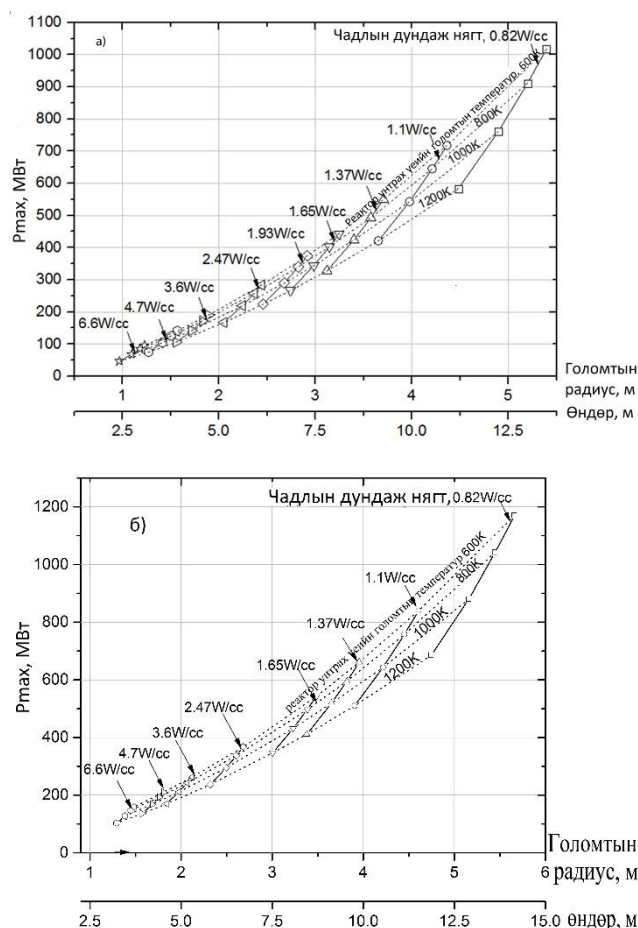 а)
Чадлын дундаж нягт, 0.82W/cc
Реактор унтрах үеийн голомтын температур, 600K
800K
1000K
1200K
1.1W/cc
1.37W/cc
1.65W/cc
1.93W/cc
2.47W/cc
3.6W/cc
4.7W/cc
6.6W/cc
Pmax, МВт
1100
1000
900
800
700
600
500
400
300
200
100
0
1 2 3 4 5
Голомтын
радиус, м
Өндөр, м
2.5 5.0 7.5 10.0 12.5
б)
Чадлын дундаж нягт, 0.82W/cc
реактор унтрах үеийн голомтын температур 600K
800K
1000K
1200K
1.1W/cc
1.37W/cc
1.65W/cc
2.47W/cc
3.6W/cc
4.7W/cc
6.6W/cc
Pmax, МВт
1200
1000
800
600
400
200
0
1 2 3 4 5 6
Голомтын
радиус, м
2.5 5.0 7.5 10.0 12.5 15.0 өндөр, м